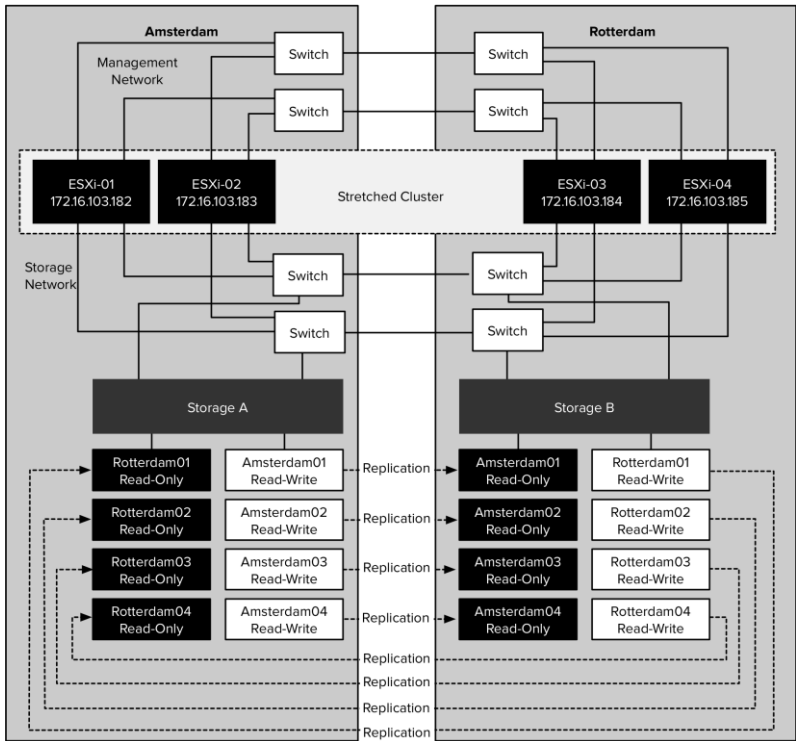 Amsterdam
Rotterdam
Management
Network
Switch
Switch
Switch
Switch
ESXi-01
172.16.103.182
ESXi-02
172.16.103.183
Stretched Cluster
ESXi-03
172.16.103.184
ESXi-04
172.16.103.185
Storage
Network
Switch
Switch
Switch
Switch
Storage A
Storage B
Rotterdam01
Read-Only
Amsterdam01
Read-Write
Replication
Amsterdam01
Read-Only
Rotterdam01
Read-Write
Rotterdam02
Read-Only
Amsterdam02
Read-Write
Replication
Amsterdam02
Read-Only
Rotterdam02
Read-Write
Rotterdam03
Read-Only
Amsterdam03
Read-Write
Replication
Amsterdam03
Read-Only
Rotterdam03
Read-Write
Rotterdam04
Read-Only
Amsterdam04
Read-Write
Replication
Amsterdam04
Read-Only
Rotterdam04
Read-Write
Replication
Replication
Replication
Replication